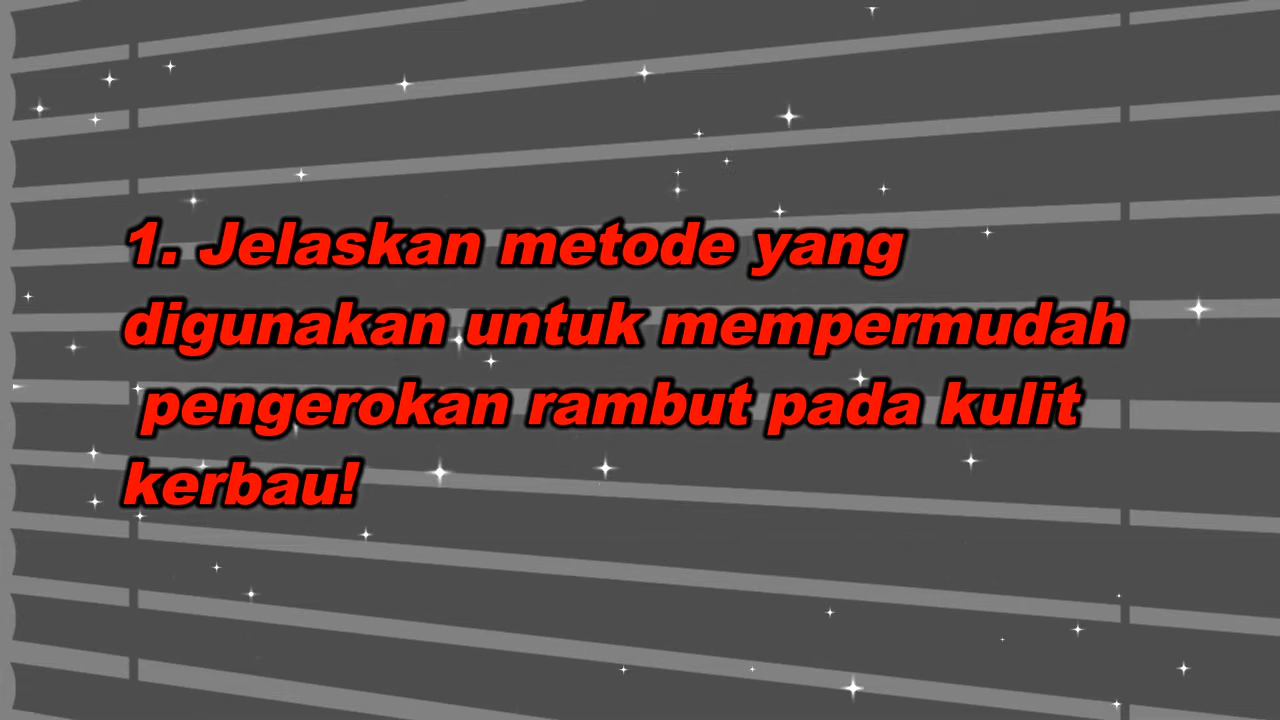 1. Jelaskan metode yang
digunakan untuk mempermudah
pengerokan rambut pada kulit
kerbau!